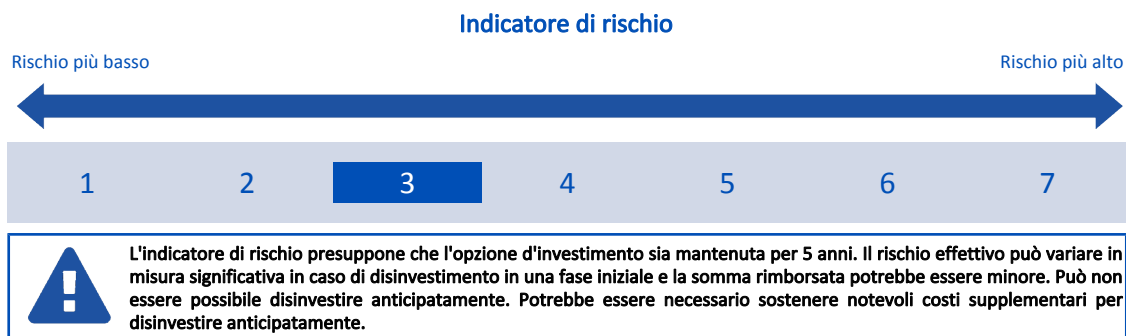 Indicatore di rischio
Rischio più basso
Rischio più alto
1 2 3 4 5 6 7
L'indicatore di rischio presuppone che l'opzione d'investimento sia mantenuta per 5 anni. Il rischio effettivo può variare in
misura significativa in caso di disinvestimento in una fase iniziale e la somma rimborsata potrebbe essere minore. Può non
essere possibile disinvestire anticipatamente. Potrebbe essere necessario sostenere notevoli costi supplementari per
disinvestire anticipatamente.